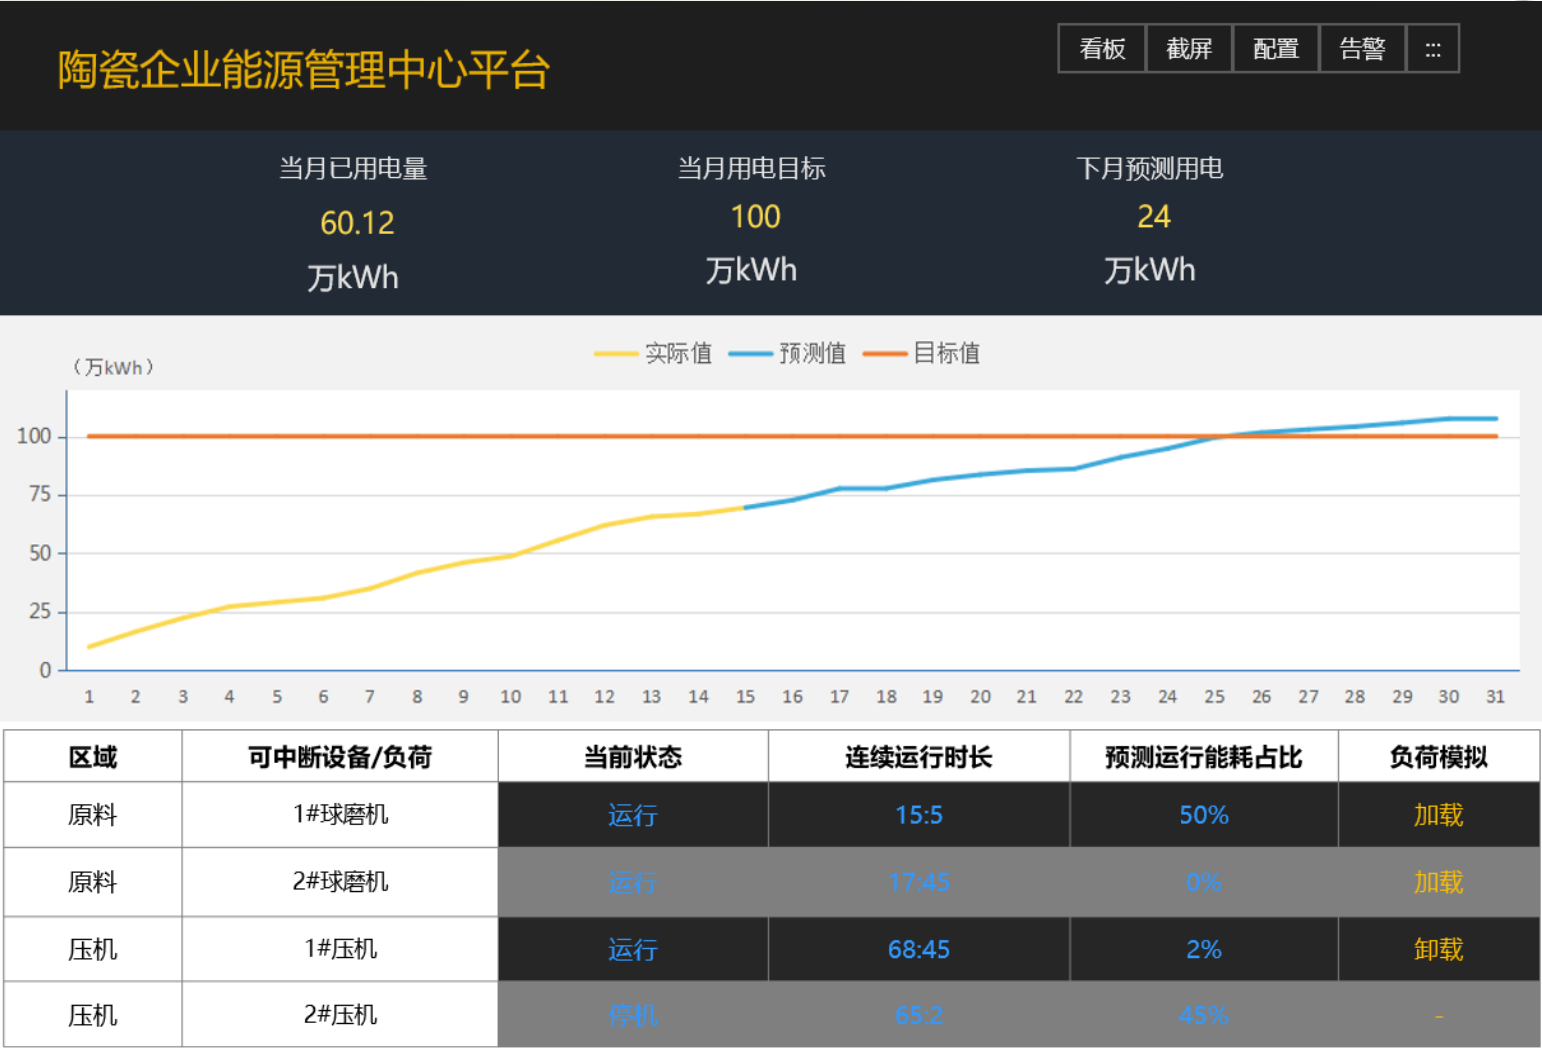 陶瓷企业能源管理中心平台
看板 截屏 配置 告警 :::
当月已用电量 当月用电目标 下月预测用电
60.12 100 24
万kWh 万kWh 万kWh
实际值 预测值 目标值
（万kWh）
100
75
50
25
0
1 2 3 4 5 6 7 8 9 10 11 12 13 14 15 16 17 18 19 20 21 22 23 24 25 26 27 28 29 30 31
区域 可中断设备/负荷 当前状态 连续运行时长 预测运行能耗占比 负荷模拟
原料 1#球磨机 运行 15:5 50% 加载
原料 2#球磨机 运行 17:45 0% 加载
压机 1#压机 运行 68:45 2% 卸载
压机 2#压机 停机 65:2 45% -